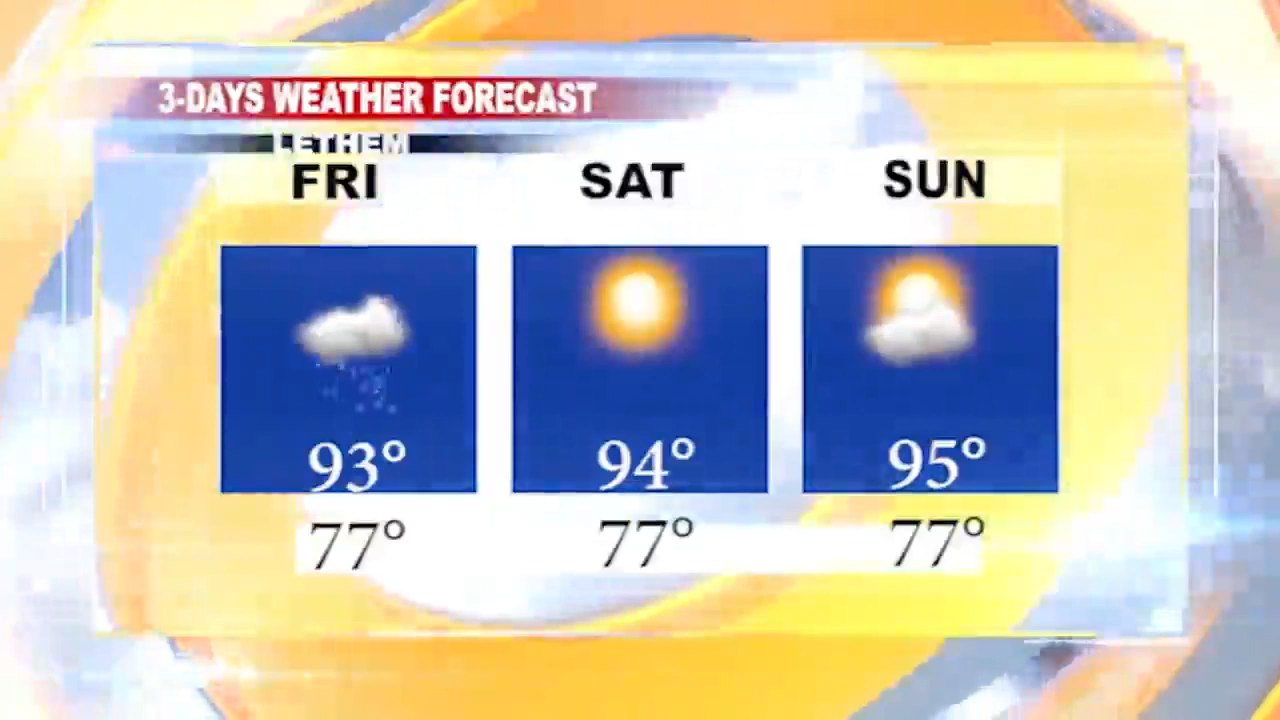 3-DAYS WEATHER FORECAST
LETHEM
FRI SAT SUN
93° 94° 95°
77° 77° 77°